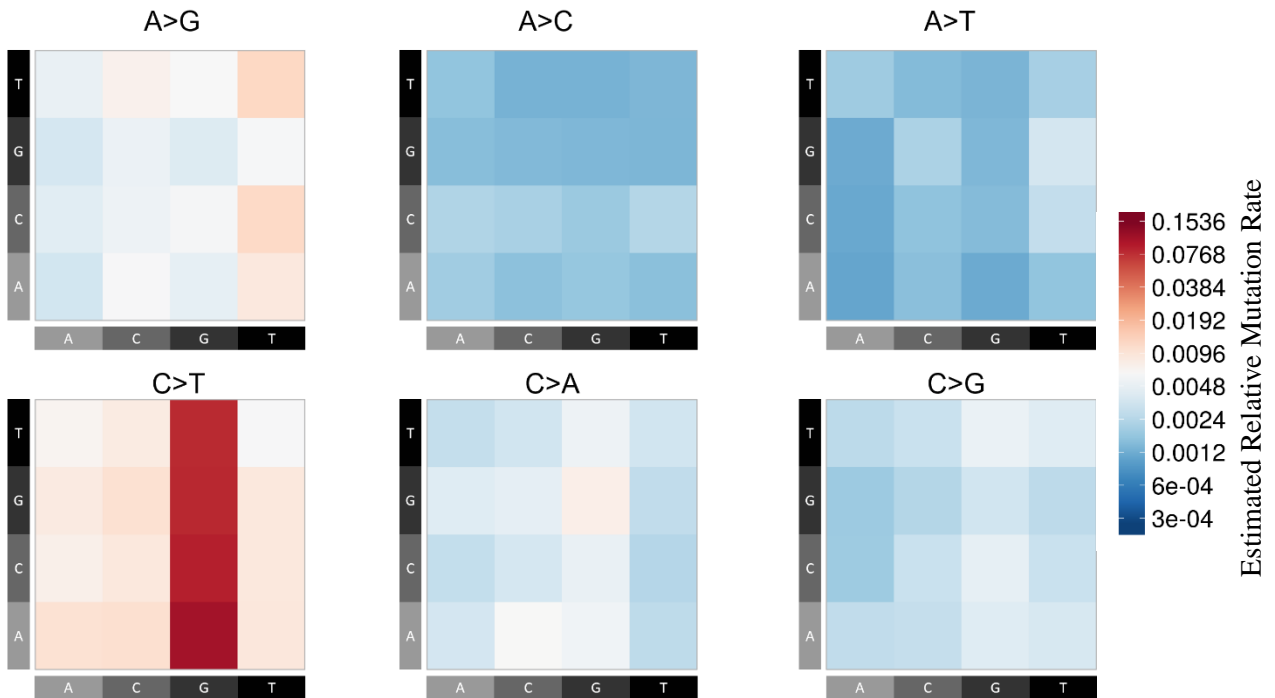 A>G
A>C
A>T
T
G
C
A
A C G T
T
G
C
A
A C G T
T
G
C
A
A C G T
C>T
C>A
C>G
T
G
C
A
A C G T
T
G
C
A
A C G T
T
G
C
A
A C G T
0.1536
0.0768
0.0384
0.0192
0.0096
0.0048
0.0024
0.0012
6e-04
3e-04
Estimated Relative Mutation Rate